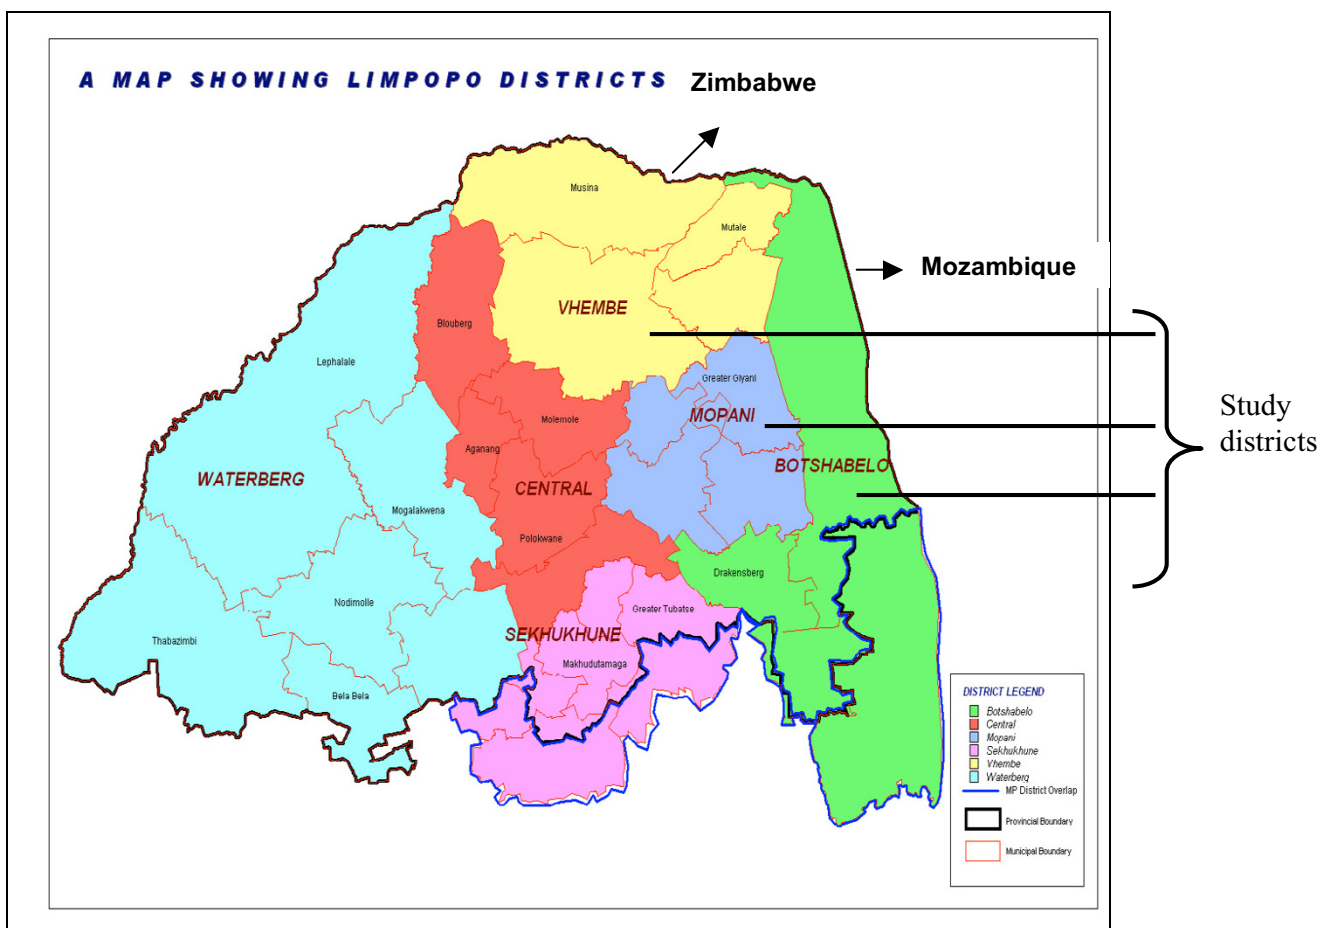 A MAP SHOWING LIMPOPO DISTRICTS
Zimbabwe
Musina
Mutale
Mozambique
VHEMBE
Blouberg
Lephalale
Greater Giyani
Study
districts
MOPANI
Molemole
Aganang
BOTSHABELO
WATERBERG
CENTRAL
Mogalakwena
Polokwane
Drakensberg
Nodimolle
Greater Tubatse
SEKHUKHUNE
Thabazimbi
Makhudutamaga
Bela Bela
DISTRICT LEGEND
Botshabelo
Central
Mopani
Sekhukhune
Vhembe
Waterberg
MP District Overlap
Provincial Boundary
Municipal Boundary